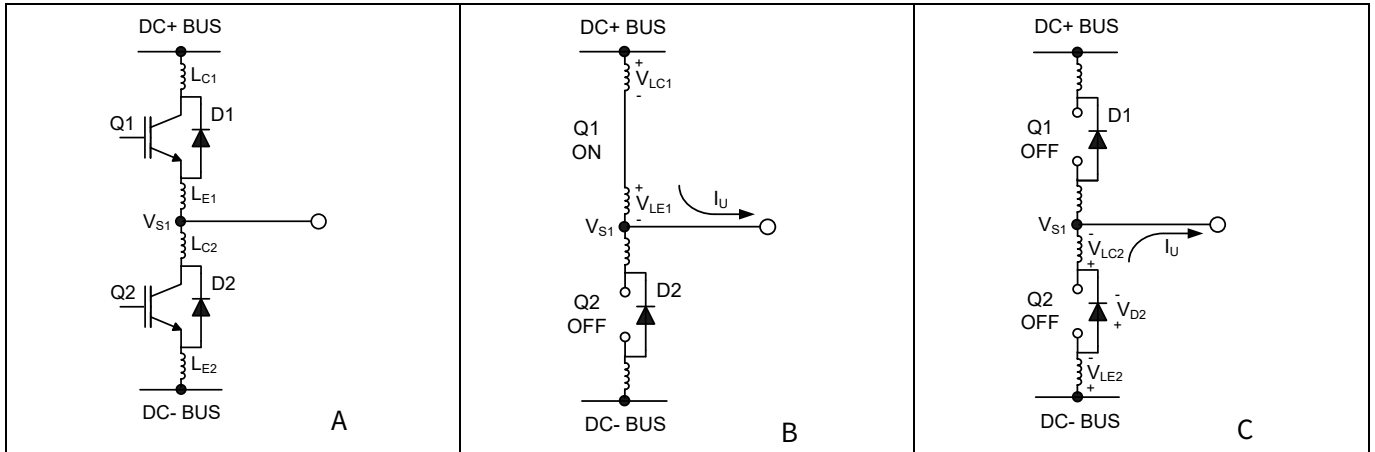 DC+ BUS
LC1
D1
Q1
LE1
VS1
LC2
D2
Q2
LE2
DC- BUS
A
DC+ BUS
+
VLC1
-
Q1
ON
+
VLE1
-
IU
VS1
D2
Q2
OFF
DC- BUS
B
DC+ BUS
D1
Q1
OFF
VS1
-
VLC2
+
IU
Q2
OFF
-
VD2
+
-
VLE2
+
DC- BUS
C